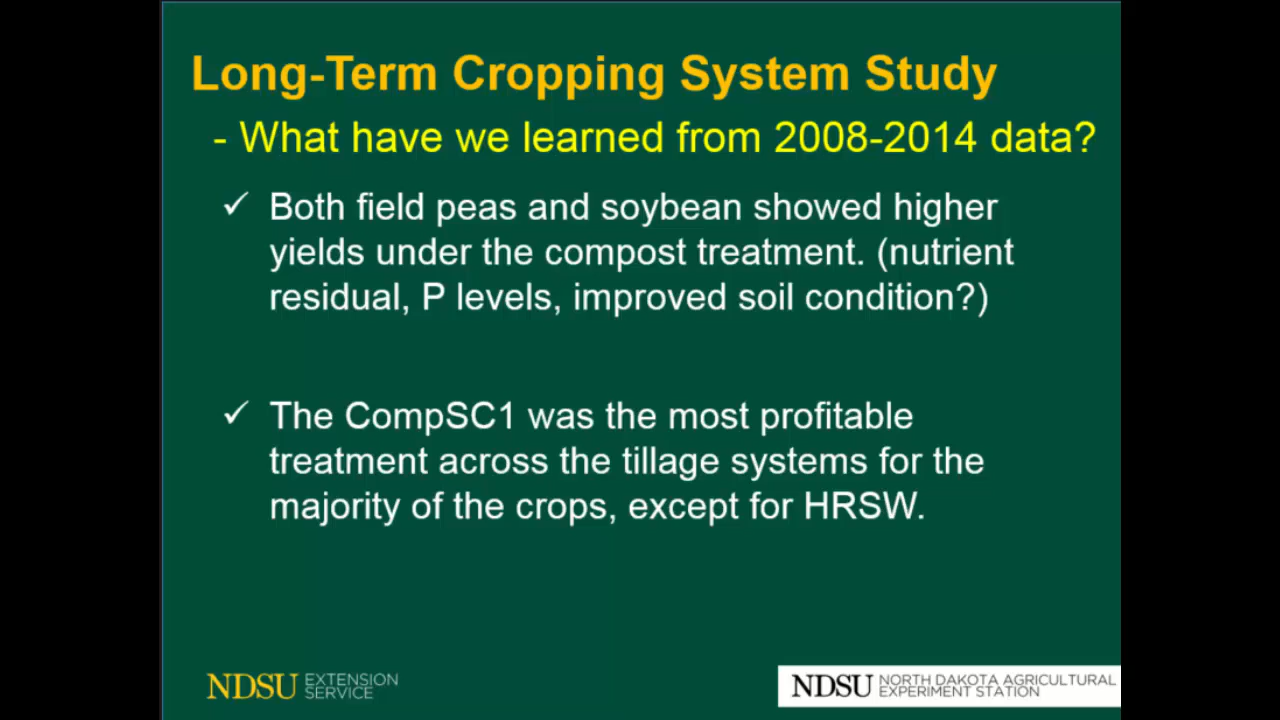 Long-Term Cropping System Study
- What have we learned from 2008-2014 data?
✓ Both field peas and soybean showed higher
yields under the compost treatment. (nutrient
residual, P levels, improved soil condition?)
✓ The CompSC1 was the most profitable
treatment across the tillage systems for the
majority of the crops, except for HRSW.
NDSU EXTENSION
SERVICE
NDSU NORTH DAKOTA AGRICULTURAL
EXPERIMENT STATION